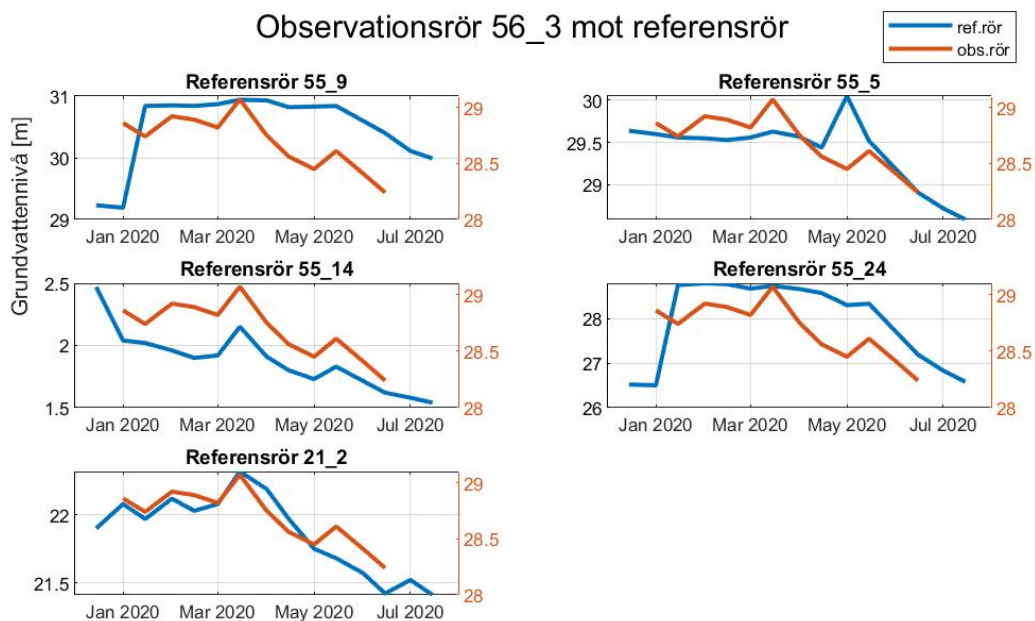 Observationsrör 56_3 mot referensrör
ref.rör
obs.rör
Grundvattennivå [m]
Referensrör 55_9
31
30
29
29
28.5
28
Jan 2020 Mar 2020 May 2020 Jul 2020
Referensrör 55_5
30
29.5
29
29
28.5
28
Jan 2020 Mar 2020 May 2020 Jul 2020
Referensrör 55_14
2.5
2
1.5
29
28.5
28
Jan 2020 Mar 2020 May 2020 Jul 2020
Referensrör 55_24
28
27
26
29
28.5
28
Jan 2020 Mar 2020 May 2020 Jul 2020
Referensrör 21_2
22
21.5
29
28.5
28
Jan 2020 Mar 2020 May 2020 Jul 2020